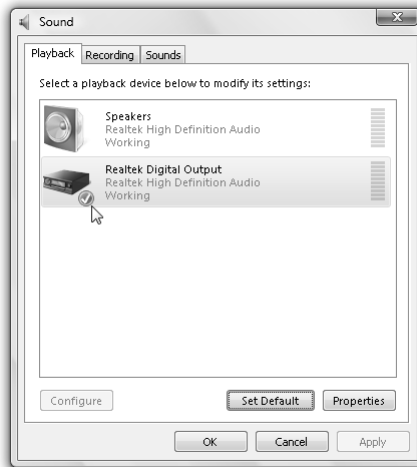 Sound
Playback Recording Sounds
Select a playback device below to modify its settings:
Speakers
Realtek High Definition Audio
Working
Realtek Digital Output
Realtek High Definition Audio
Working
Configure Set Default Properties
OK Cancel Apply